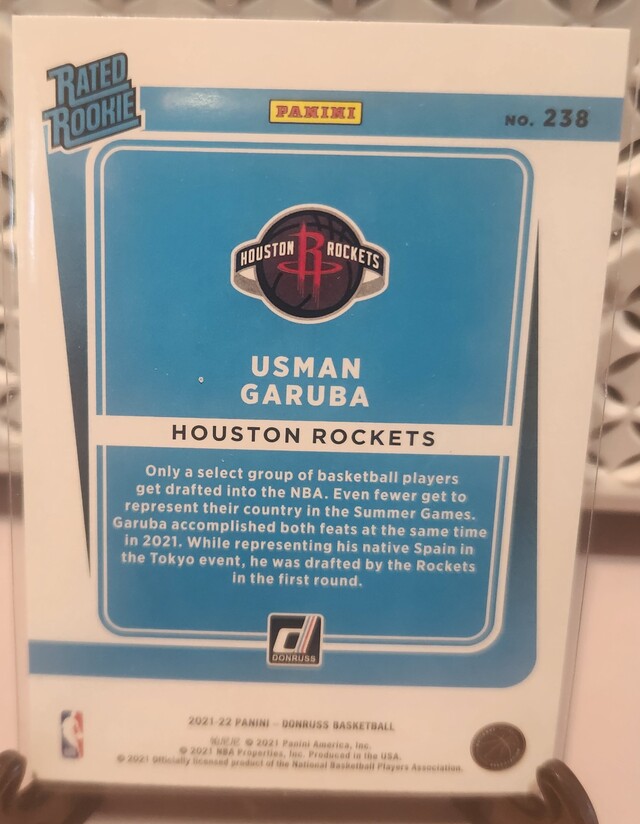 RATED
ROOKIE
PANINI
NO. 238
HOUSTON R ROCKETS
USMAN
GARUBA
HOUSTON ROCKETS
Only a select group of basketball players
get drafted into the NBA. Even fewer get to
represent their country in the Summer Games.
Garuba accomplished both feats at the same time
in 2021. While representing his native Spain in
the Tokyo event, he was drafted by the Rockets
in the first round.
d
DONRUSS
2021-22 PANINI – DONRUSS BASKETBALL
© 2021 Panini America, Inc.
© 2021 NBA Properties, Inc. Produced in the USA.
© 2021 Officially licensed product of the National Basketball Players Association.